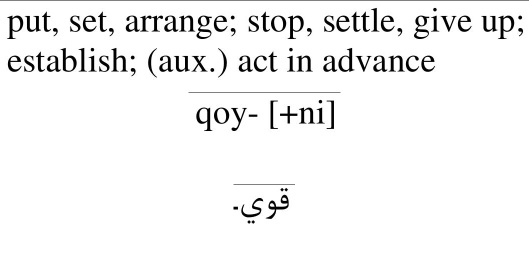 put, set, arrange; stop, settle, give up;
establish; (aux.) act in advance
qoy- [+ni]
قوي-